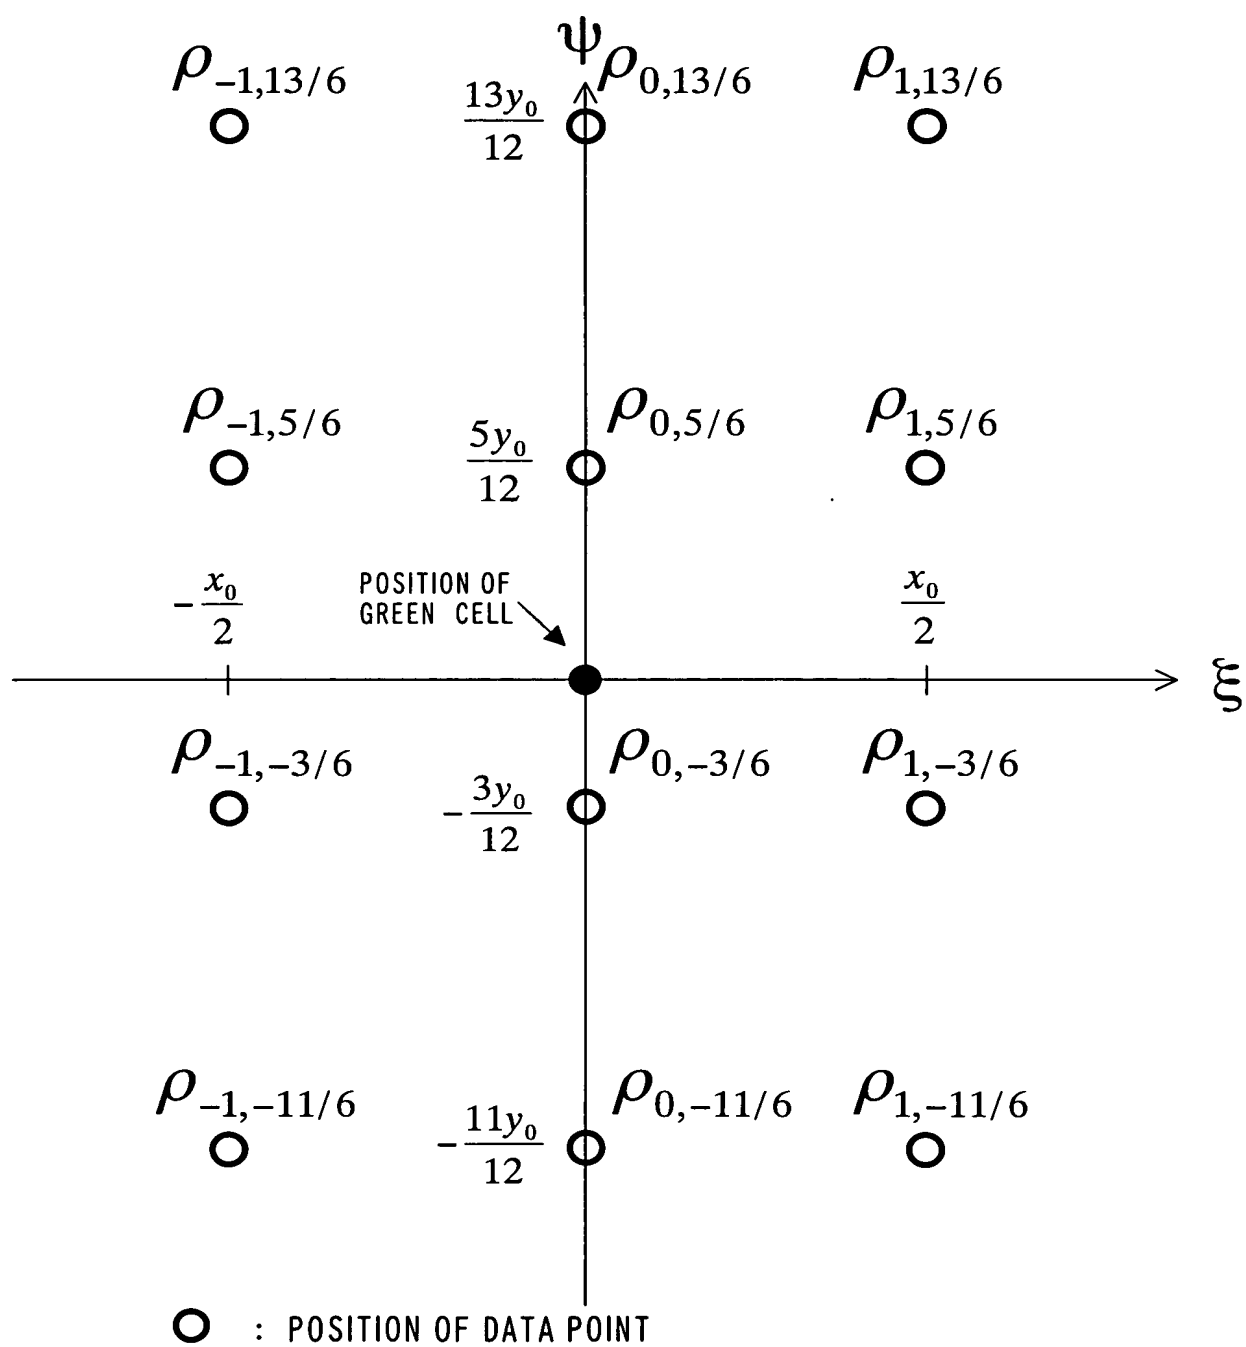 ψ
ρ₋₁,₁₃/₆ ρ₀,₁₃/₆ ρ₁,₁₃/₆
13y₀/12
ρ₋₁,₅/₆ ρ₀,₅/₆ ρ₁,₅/₆
5y₀/12
-x₀/2 x₀/2
POSITION OF
GREEN CELL
ξ
ρ₋₁,₋₃/₆ ρ₀,₋₃/₆ ρ₁,₋₃/₆
-3y₀/12
ρ₋₁,₋₁₁/₆ ρ₀,₋₁₁/₆ ρ₁,₋₁₁/₆
-11y₀/12
: POSITION OF DATA POINT